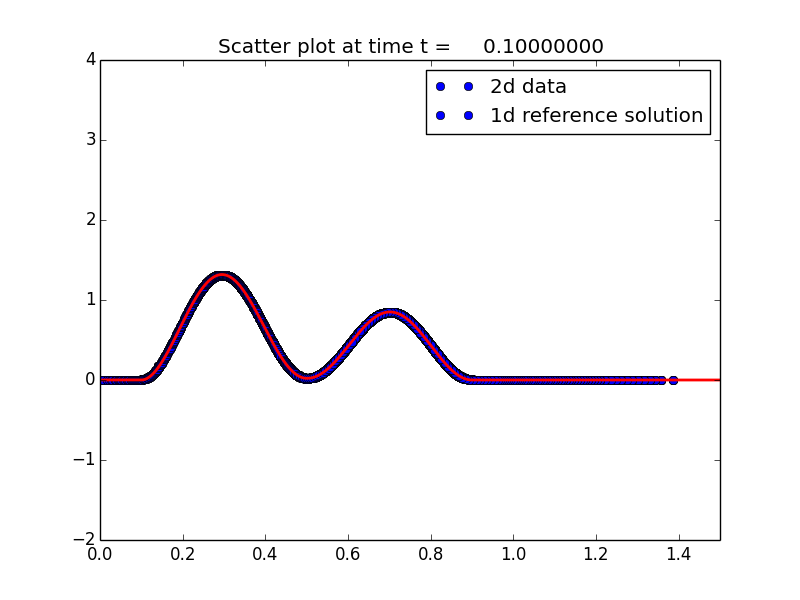 Scatter plot at time t =     0.10000000
4
2d data
1d reference solution
3
2
1
0
−1
−2
0.0 0.2 0.4 0.6 0.8 1.0 1.2 1.4